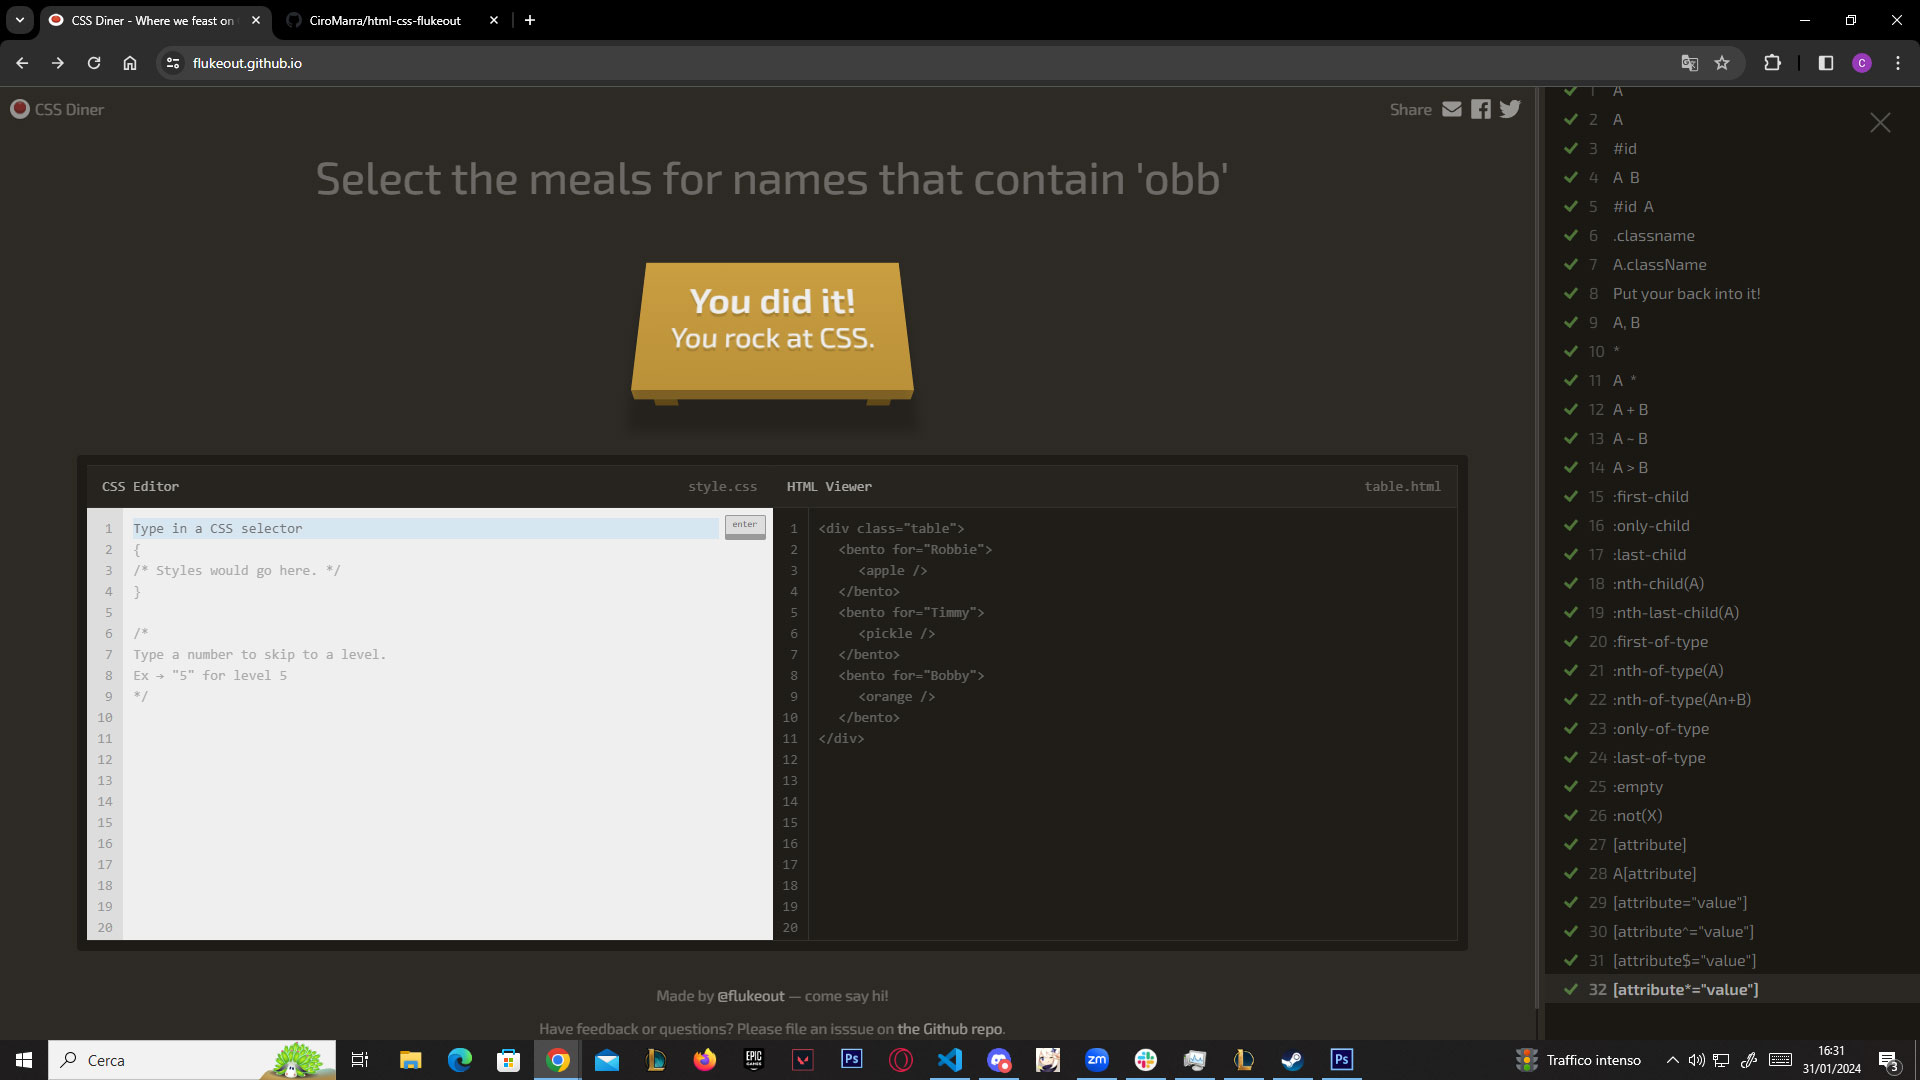 CSS Diner - Where we feast on
CiroMarra/html-css-flukeout
flukeout.github.io
C
CSS Diner
Share
Select the meals for names that contain 'obb'
You did it!
You rock at CSS.
CSS Editor
style.css
HTML Viewer
table.html
1 Type in a CSS selector
enter
2 {
3 /* Styles would go here. */
4 }
5
6 /*
7 Type a number to skip to a level.
8 Ex → "5" for level 5
9 */
10
11
12
13
14
15
16
17
18
19
20
1 <div class="table">
2 <bento for="Robbie">
3 <apple />
4 </bento>
5 <bento for="Timmy">
6 <pickle />
7 </bento>
8 <bento for="Bobby">
9 <orange />
10 </bento>
11 </div>
12
13
14
15
16
17
18
19
20
Made by @flukeout — come say hi!
Have feedback or questions? Please file an isssue on the Github repo.
1 A
2 A
3 #id
4 A B
5 #id A
6 .classname
7 A.className
8 Put your back into it!
9 A, B
10 *
11 A *
12 A + B
13 A ~ B
14 A > B
15 :first-child
16 :only-child
17 :last-child
18 :nth-child(A)
19 :nth-last-child(A)
20 :first-of-type
21 :nth-of-type(A)
22 :nth-of-type(An+B)
23 :only-of-type
24 :last-of-type
25 :empty
26 :not(X)
27 [attribute]
28 A[attribute]
29 [attribute="value"]
30 [attribute^="value"]
31 [attribute$="value"]
32 [attribute*="value"]
Cerca
EPIC GAMES
Ps
zm
Ps
Traffico intenso
16:31
31/01/2024
3